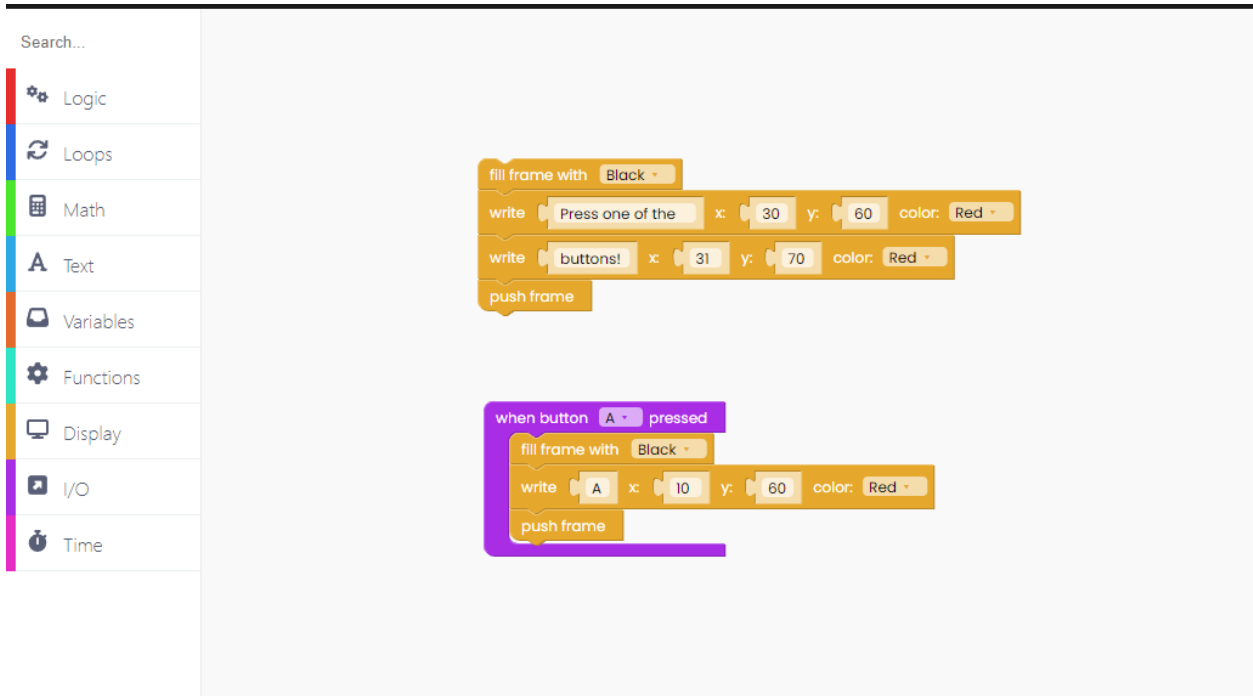 Search...
Logic
Loops
Math
Text
Variables
Functions
Display
I/O
Time
fill frame with Black
write Press one of the x: 30 y: 60 color: Red
write buttons! x: 31 y: 70 color: Red
push frame
when button A pressed
fill frame with Black
write A x: 10 y: 60 color: Red
push frame